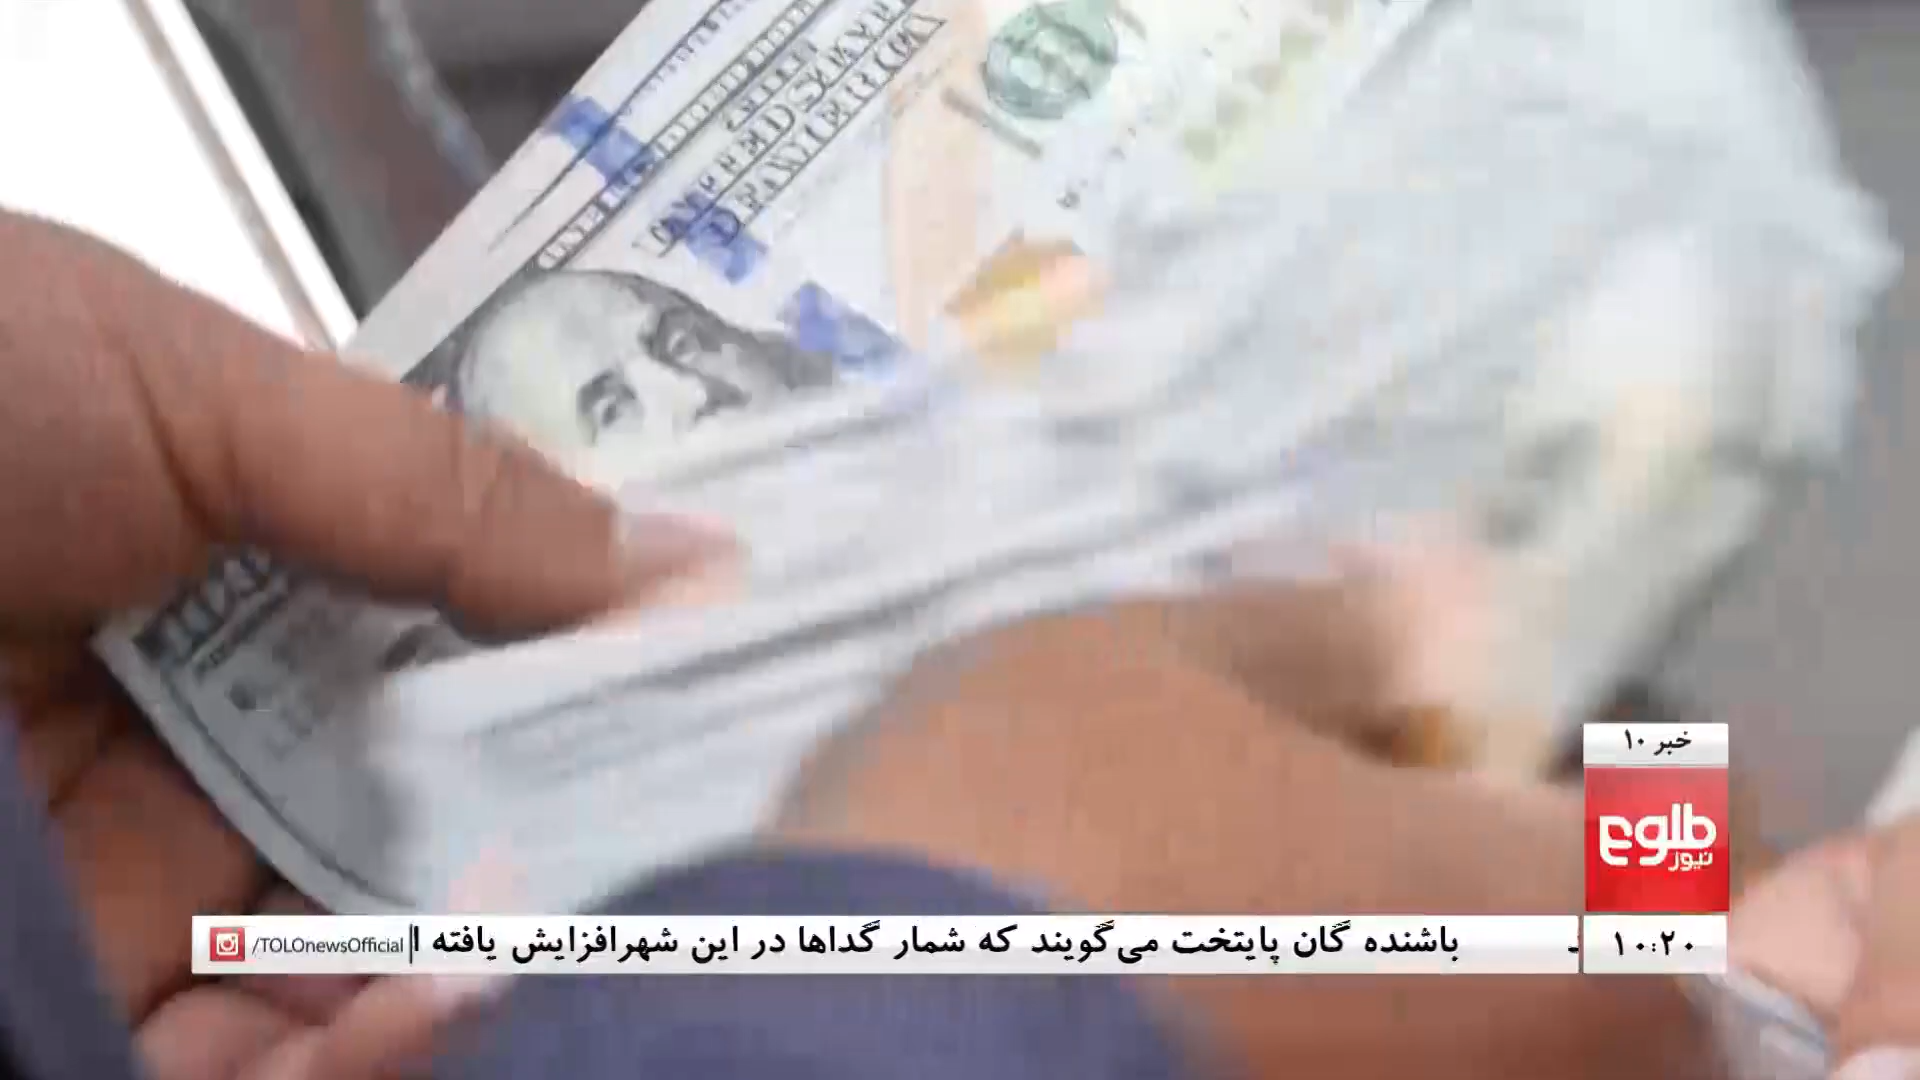 خبر ۱۰
طلوع
نیوز
باشنده گان پایتخت می‌گویند که شمار گداها در این شهرافزایش یافته ا
/TOLOnewsOfficial
۱۰:۲۰